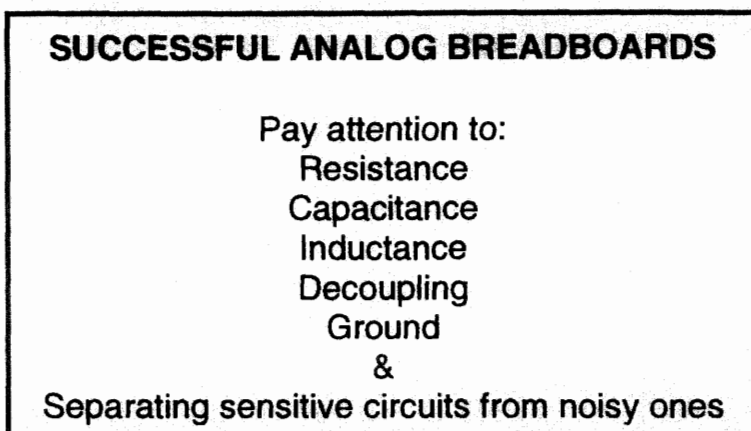 SUCCESSFUL ANALOG BREADBOARDS
Pay attention to:
Resistance
Capacitance
Inductance
Decoupling
Ground
&
Separating sensitive circuits from noisy ones